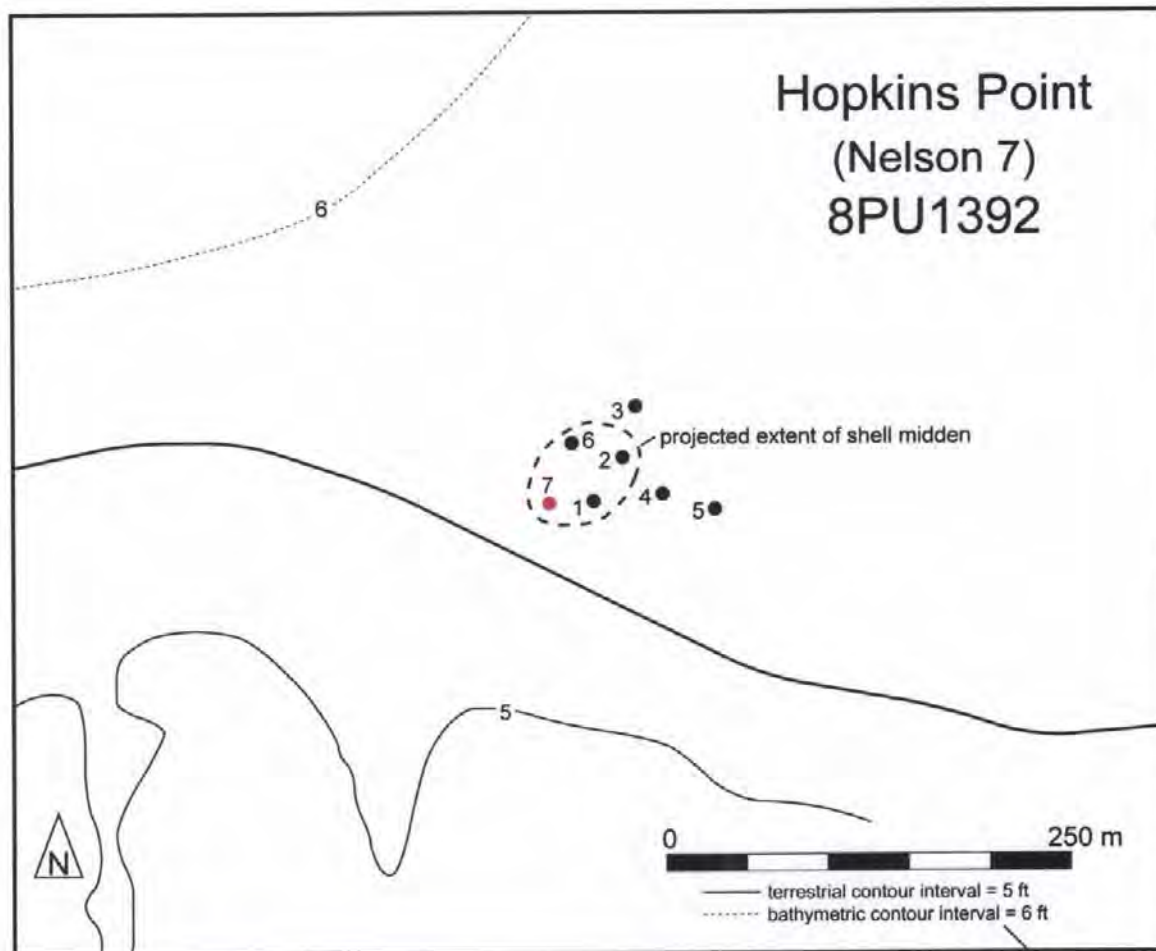 Hopkins Point
(Nelson 7)
8PU1392
6
3
6
2
projected extent of shell midden
7
1
4
5
5
N
0
250 m
terrestrial contour interval = 5 ft
bathymetric contour interval = 6 ft